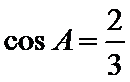 cos A = 2/3